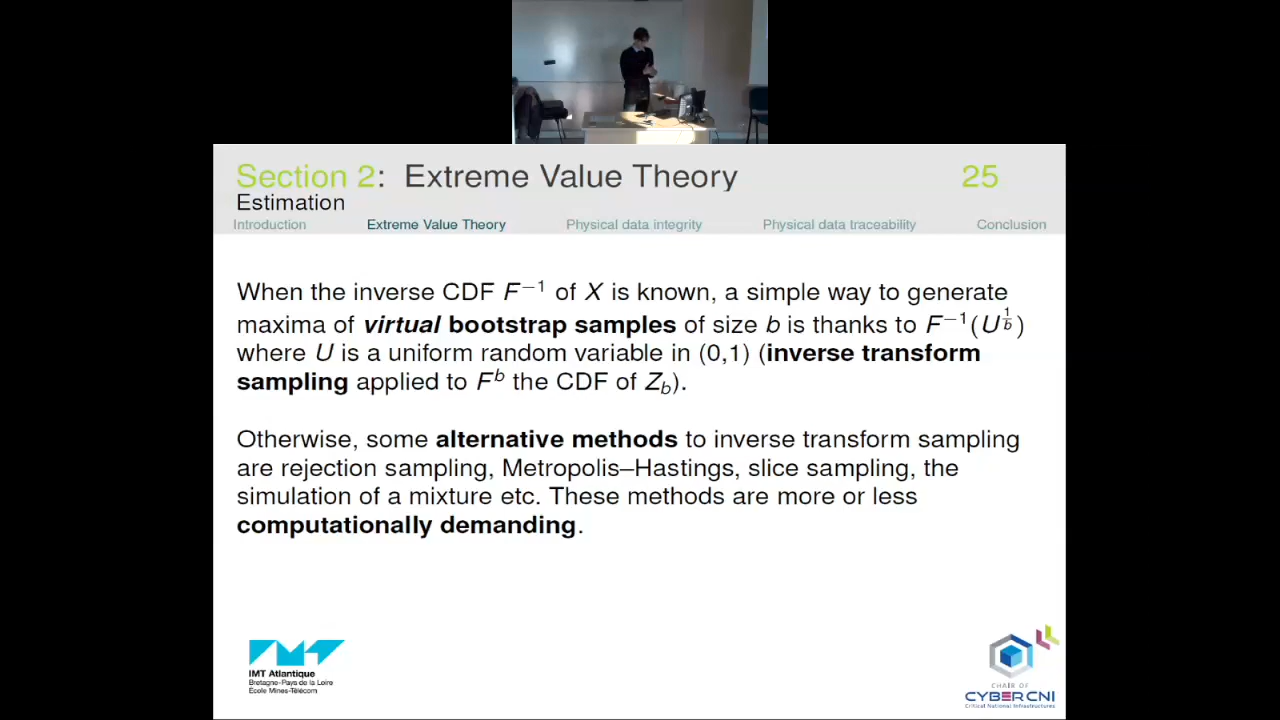 Section 2: Extreme Value Theory 25
Estimation
Introduction Extreme Value Theory Physical data integrity Physical data traceability Conclusion
When the inverse CDF F⁻¹ of X is known, a simple way to generate
maxima of virtual bootstrap samples of size b is thanks to F⁻¹(U^{1/b})
where U is a uniform random variable in (0,1) (inverse transform
sampling applied to F^b the CDF of Z_b).
Otherwise, some alternative methods to inverse transform sampling
are rejection sampling, Metropolis–Hastings, slice sampling, the
simulation of a mixture etc. These methods are more or less
computationally demanding.
IMT Atlantique
Bretagne-Pays de la Loire
École Mines-Télécom
CHAIR OF
CYBERCNI
Critical National Infrastructures